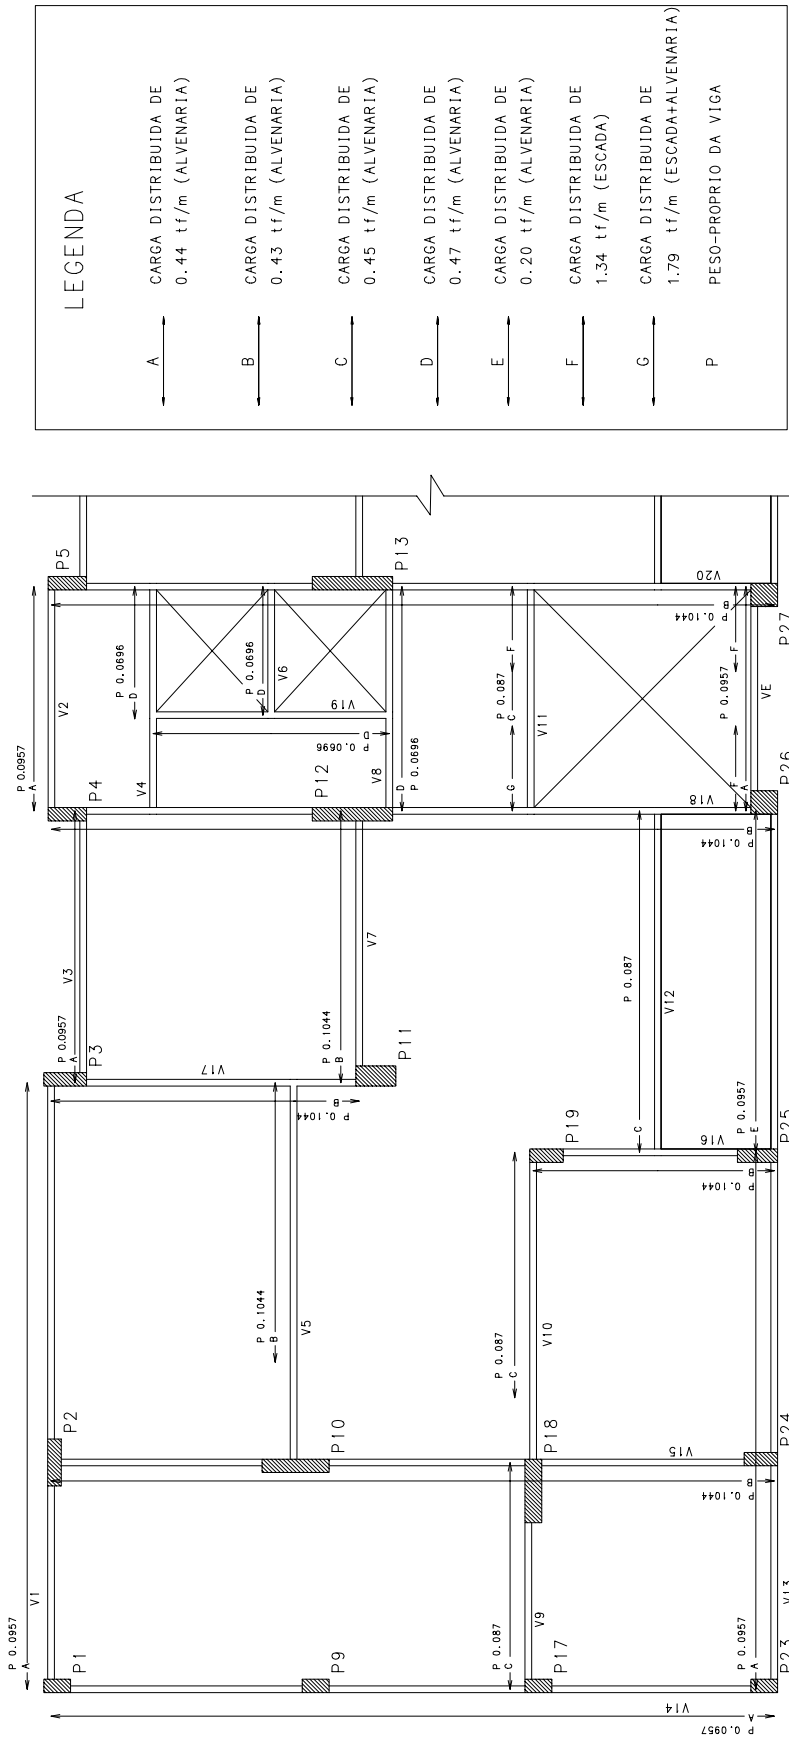 LEGENDA
A
CARGA DISTRIBUIDA DE
0.44 tf/m (ALVENARIA)
B
CARGA DISTRIBUIDA DE
0.43 tf/m (ALVENARIA)
C
CARGA DISTRIBUIDA DE
0.45 tf/m (ALVENARIA)
D
CARGA DISTRIBUIDA DE
0.47 tf/m (ALVENARIA)
E
CARGA DISTRIBUIDA DE
0.20 tf/m (ALVENARIA)
F
CARGA DISTRIBUIDA DE
1.34 tf/m (ESCADA)
G
CARGA DISTRIBUIDA DE
1.79 tf/m (ESCADA+ALVENARIA)
P
PESO-PROPRIO DA VIGA
P 0.0957
A
V1
P1
P2
P 0.0957
A
V3
P3
P4
P 0.0957
A
V2
P5
V4
P 0.0696
D
P 0.0696
D
V6
V19
D
P 0.0696
P12
V8
D
P 0.0696
P13
V17
B
P 0.1044
P 0.1044
B
V7
P11
P 0.1044
B
V5
P10
P9
P 0.087
C
V9
P17
P18
P 0.087
C
V10
P19
P 0.087
C
V12
G
C
P 0.087
F
V11
V14
A
P 0.0957
V15
B
P 0.1044
V16
B
P 0.1044
V18
B
P 0.1044
V20
B
P 0.1044
P 0.0957
A
V13
P23
P24
P 0.0957
E
P25
F
A
P 0.0957
F
VE
P26
P27